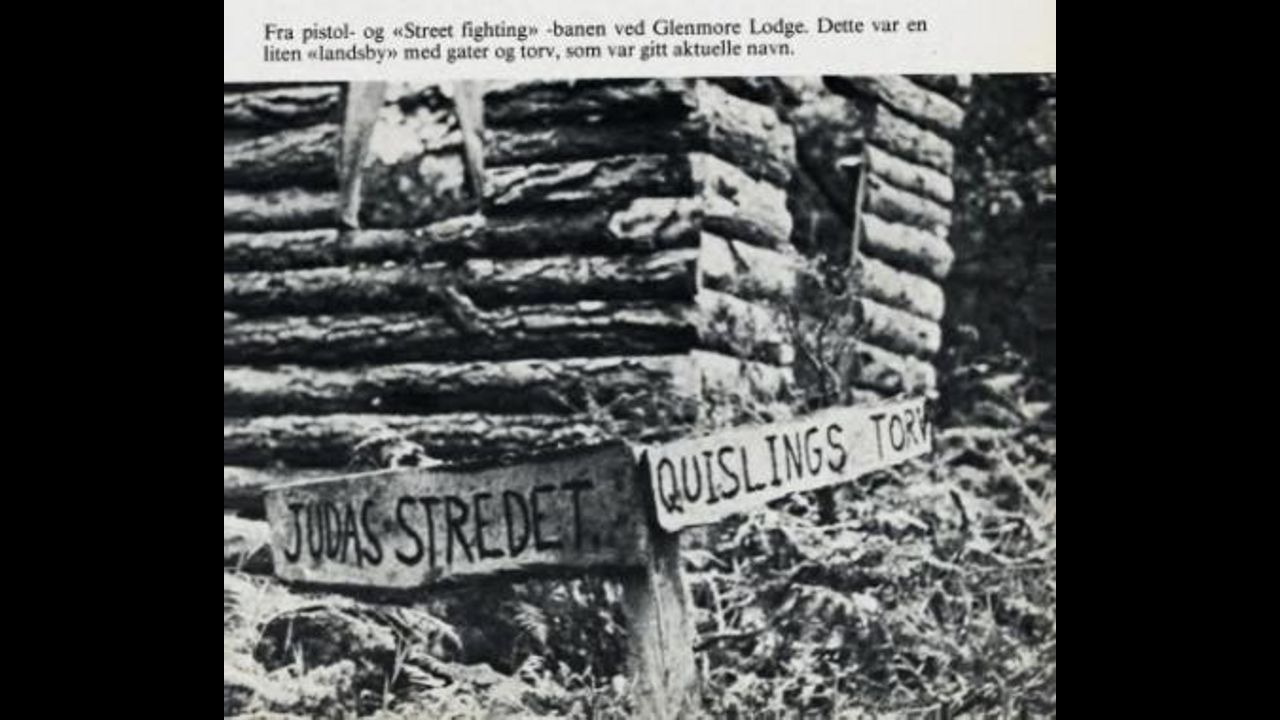 Fra pistol- og «Street fighting» -banen ved Glenmore Lodge. Dette var en
liten «landsby» med gater og torv, som var gitt aktuelle navn.
JUDAS STREDET
QUISLINGS TORV